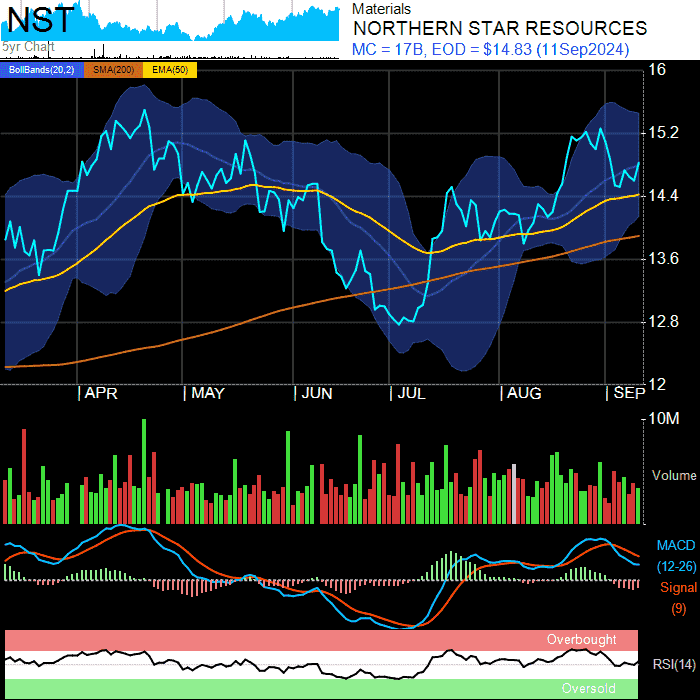 NST
5yr Chart
Materials
NORTHERN STAR RESOURCES
MC = 17B, EOD = $14.83 (11Sep2024)
BollBands(20,2) SMA(200) EMA(50)
16
15.2
14.4
13.6
12.8
12
APR MAY JUN JUL AUG SEP
10M
Volume
MACD
(12-26)
Signal
(9)
Overbought
RSI(14)
Oversold